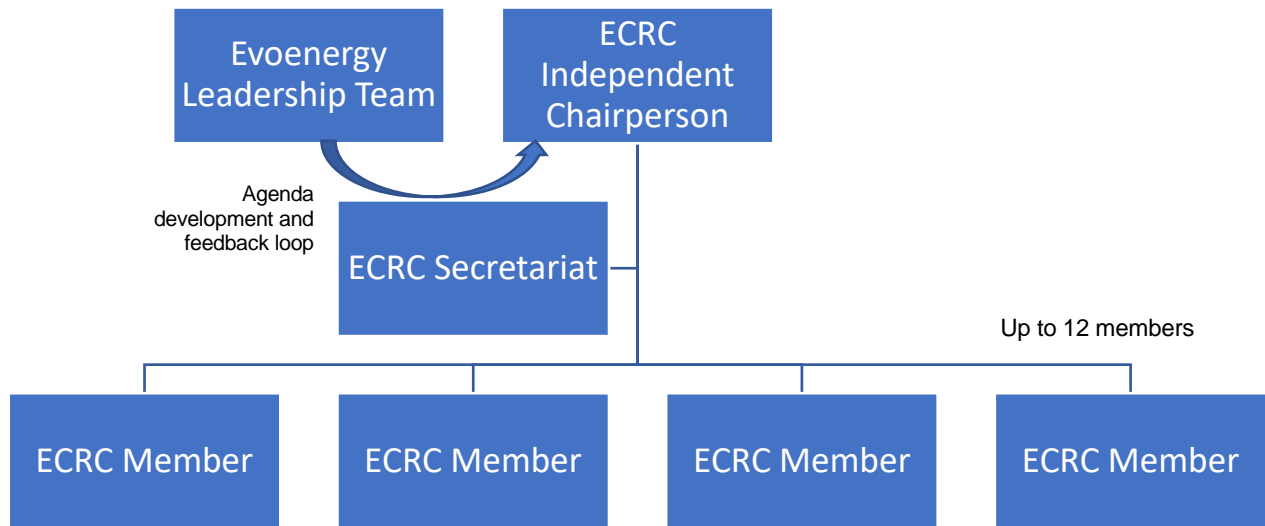 Evoenergy
Leadership Team
ECRC
Independent
Chairperson
Agenda
development and
feedback loop
ECRC Secretariat
Up to 12 members
ECRC Member
ECRC Member
ECRC Member
ECRC Member